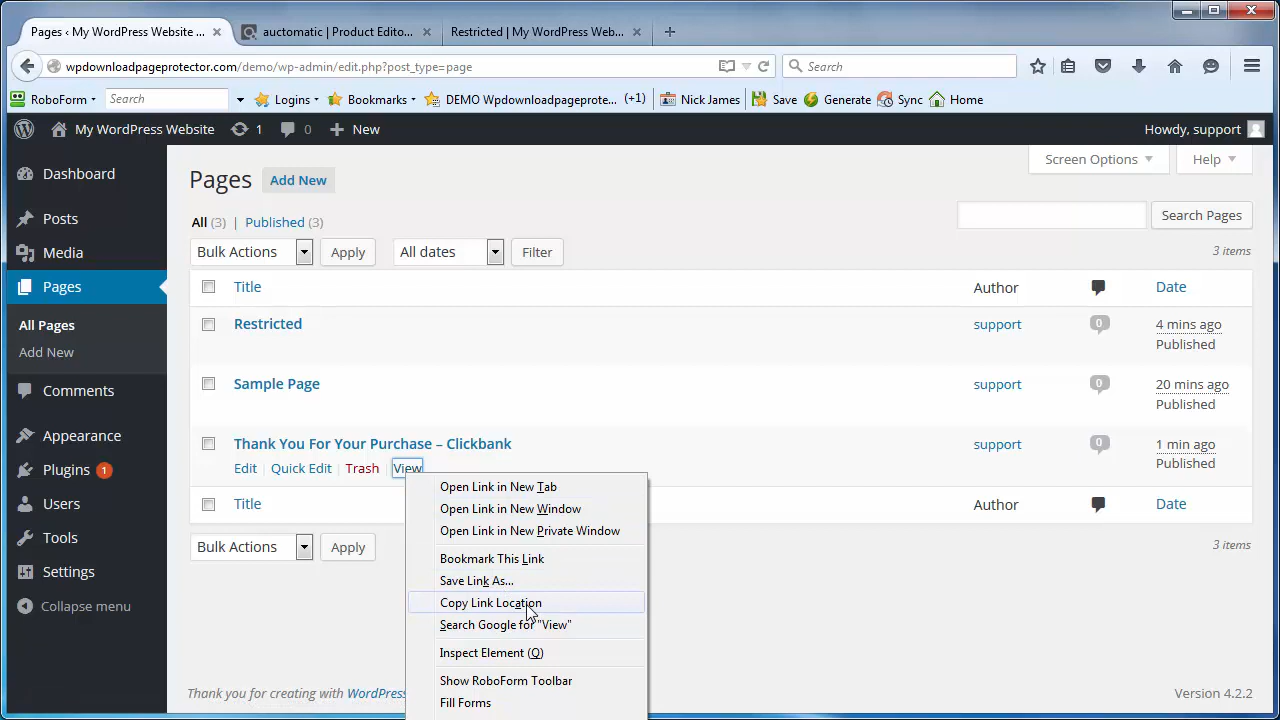 Pages ‹ My WordPress Website ...
auctomatic | Product Edito...
Restricted | My WordPress Web...
wpdownloadpageprotector.com/demo/wp-admin/edit.php?post_type=page
Search
RoboForm
Search
Logins
Bookmarks
DEMO Wpdownloadpageprote... (+1)
Nick James
Save
Generate
Sync
Home
My WordPress Website
1
0
New
Howdy, support
Dashboard
Posts
Media
Pages
All Pages
Add New
Comments
Appearance
Plugins 1
Users
Tools
Settings
Collapse menu
Pages
Add New
Screen Options
Help
All (3) | Published (3)
Search Pages
Bulk Actions
Apply
All dates
Filter
3 items
Title
Author
Date
Restricted
support
0
4 mins ago
Published
Sample Page
support
0
20 mins ago
Published
Thank You For Your Purchase – Clickbank
Edit | Quick Edit | Trash | View
support
0
1 min ago
Published
Title
Author
Date
Bulk Actions
Apply
3 items
Open Link in New Tab
Open Link in New Window
Open Link in New Private Window
Bookmark This Link
Save Link As...
Copy Link Location
Search Google for "View"
Inspect Element (Q)
Show RoboForm Toolbar
Fill Forms
Thank you for creating with WordPress
Version 4.2.2